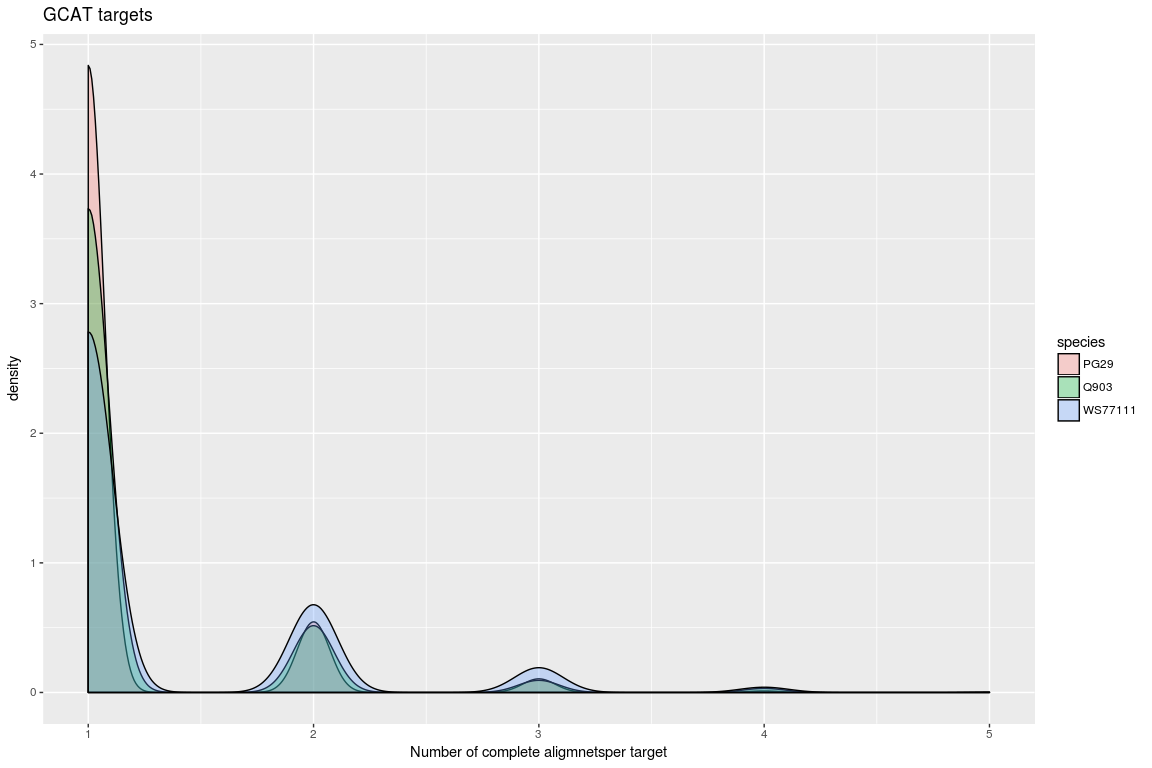 GCAT targets
5
4
3
2
1
0
density
1 2 3 4 5
Number of complete aligmnetsper target
species
PG29
Q903
WS77111